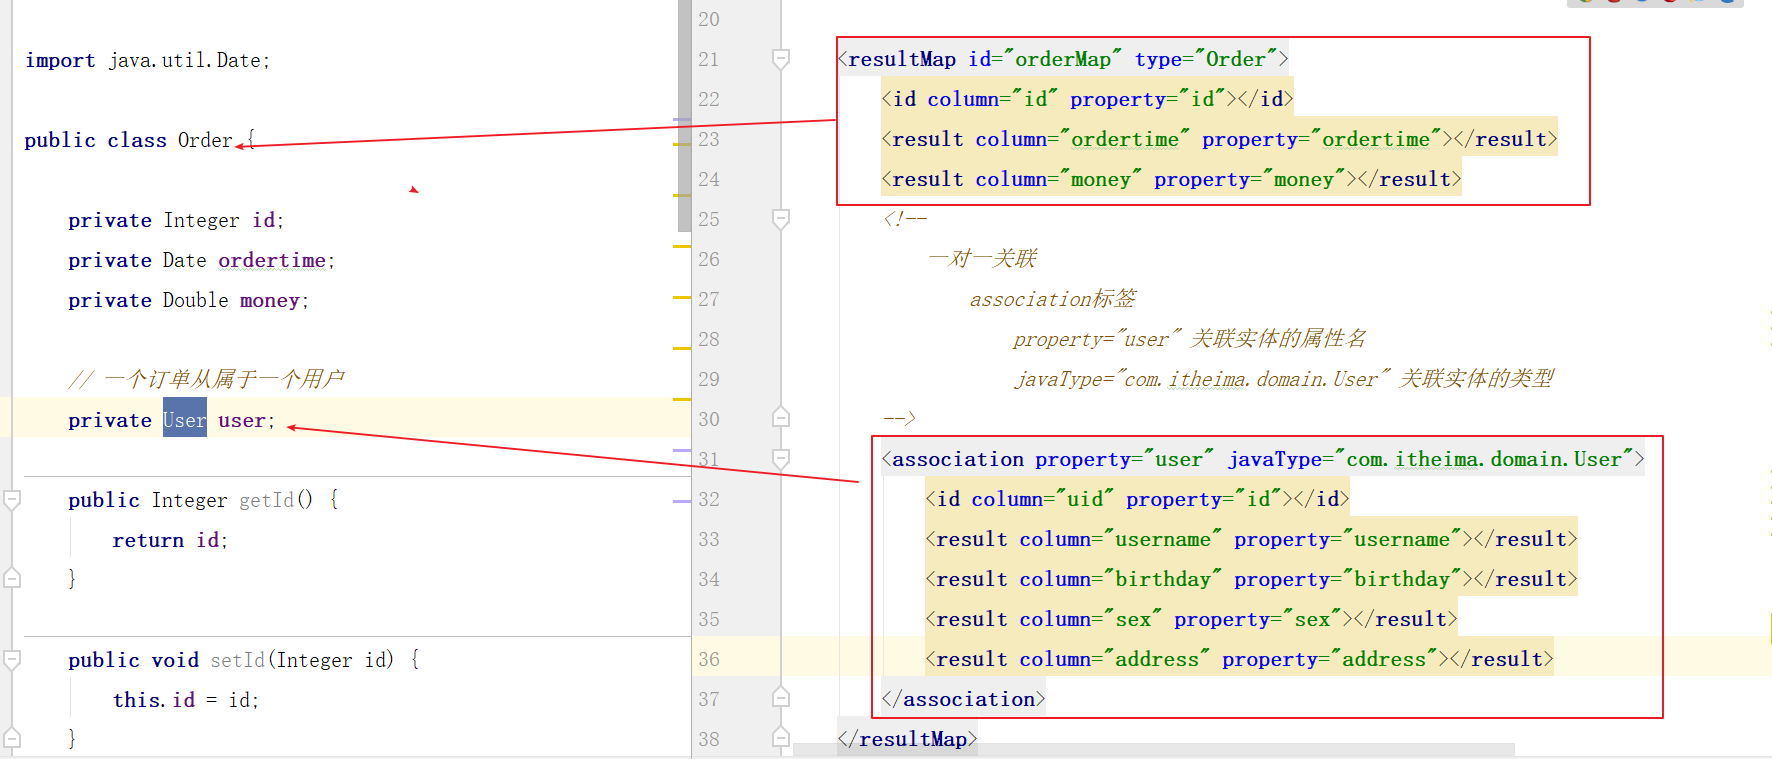 import java.util.Date;
public class Order {
private Integer id;
private Date ordertime;
private Double money;
// 一个订单从属于一个用户
private User user;
public Integer getId() {
return id;
}
public void setId(Integer id) {
this.id = id;
}
20
21 <resultMap id="orderMap" type="Order">
22 <id column="id" property="id"></id>
23 <result column="ordertime" property="ordertime"></result>
24 <result column="money" property="money"></result>
25 <!--
26 一对一关联
27 association标签
28 property="user" 关联实体的属性名
29 javaType="com.itheima.domain.User" 关联实体的类型
30 -->
31 <association property="user" javaType="com.itheima.domain.User">
32 <id column="uid" property="id"></id>
33 <result column="username" property="username"></result>
34 <result column="birthday" property="birthday"></result>
35 <result column="sex" property="sex"></result>
36 <result column="address" property="address"></result>
37 </association>
38 </resultMap>